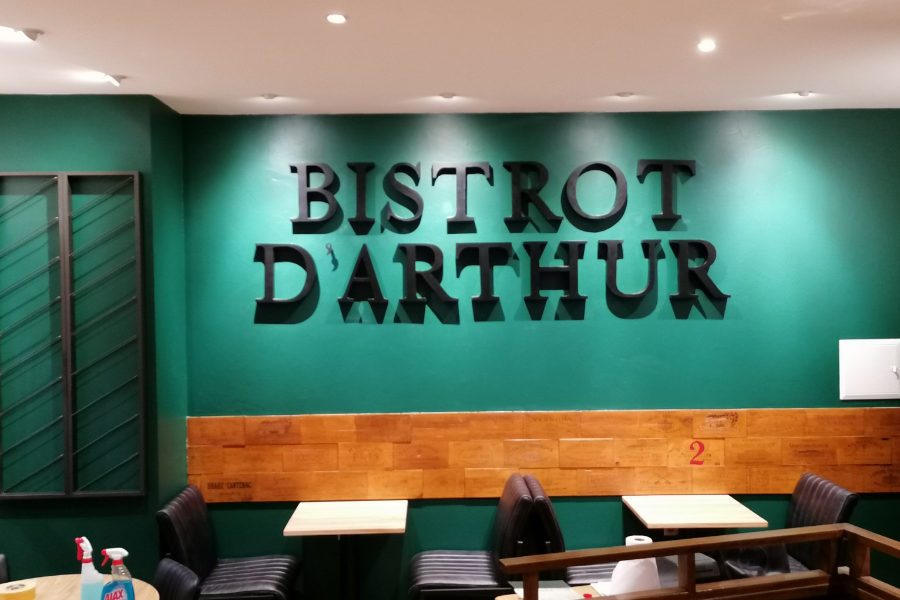 BISTROT
D'ARTHUR
2
AJAX